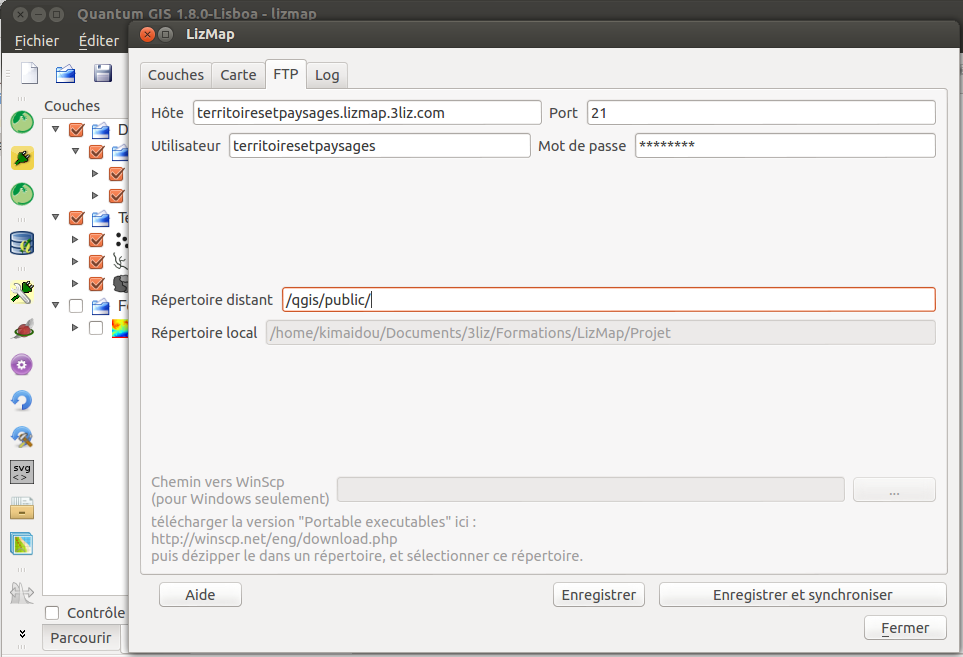 Quantum GIS 1.8.0-Lisboa - lizmap
Fichier Éditer
LizMap
Couches Carte FTP Log
Couches
Hôte territoiresetpaysages.lizmap.3liz.com Port 21
Utilisateur territoiresetpaysages Mot de passe ********
Répertoire distant /qgis/public/
Répertoire local /home/kimaidou/Documents/3liz/Formations/LizMap/Projet
Chemin vers WinScp
(pour Windows seulement)
...
télécharger la version "Portable executables" ici :
http://winscp.net/eng/download.php
puis dézipper le dans un répertoire, et sélectionner ce répertoire.
svg
<>
Aide Enregistrer Enregistrer et synchroniser
Contrôle
Fermer
Parcourir